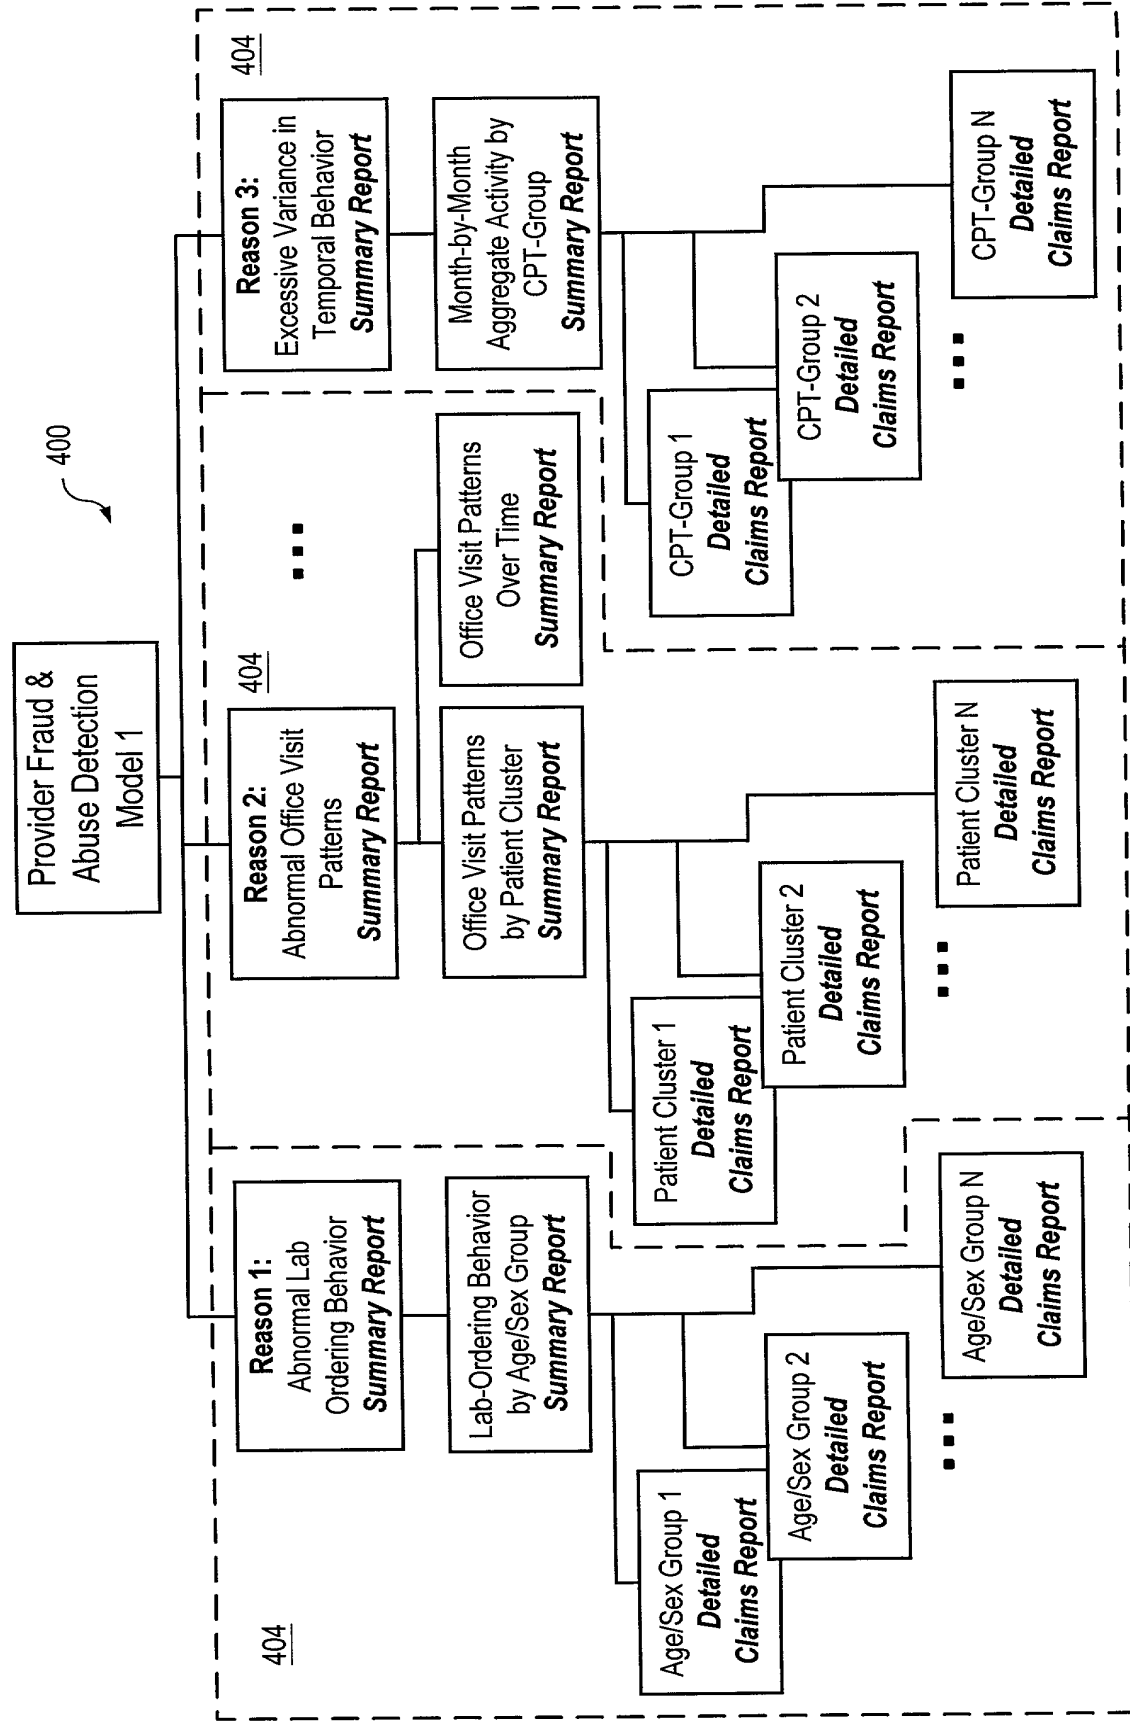 400
Provider Fraud &
Abuse Detection
Model 1
404
Reason 1:
Abnormal Lab
Ordering Behavior
Summary Report
Lab-Ordering Behavior
by Age/Sex Group
Summary Report
Age/Sex Group 1
Detailed
Claims Report
Age/Sex Group 2
Detailed
Claims Report
Age/Sex Group N
Detailed
Claims Report
404
Reason 2:
Abnormal Office Visit
Patterns
Summary Report
Office Visit Patterns
by Patient Cluster
Summary Report
Office Visit Patterns
Over Time
Summary Report
Patient Cluster 1
Detailed
Claims Report
Patient Cluster 2
Detailed
Claims Report
Patient Cluster N
Detailed
Claims Report
404
Reason 3:
Excessive Variance in
Temporal Behavior
Summary Report
Month-by-Month
Aggregate Activity by
CPT-Group
Summary Report
CPT-Group 1
Detailed
Claims Report
CPT-Group 2
Detailed
Claims Report
CPT-Group N
Detailed
Claims Report